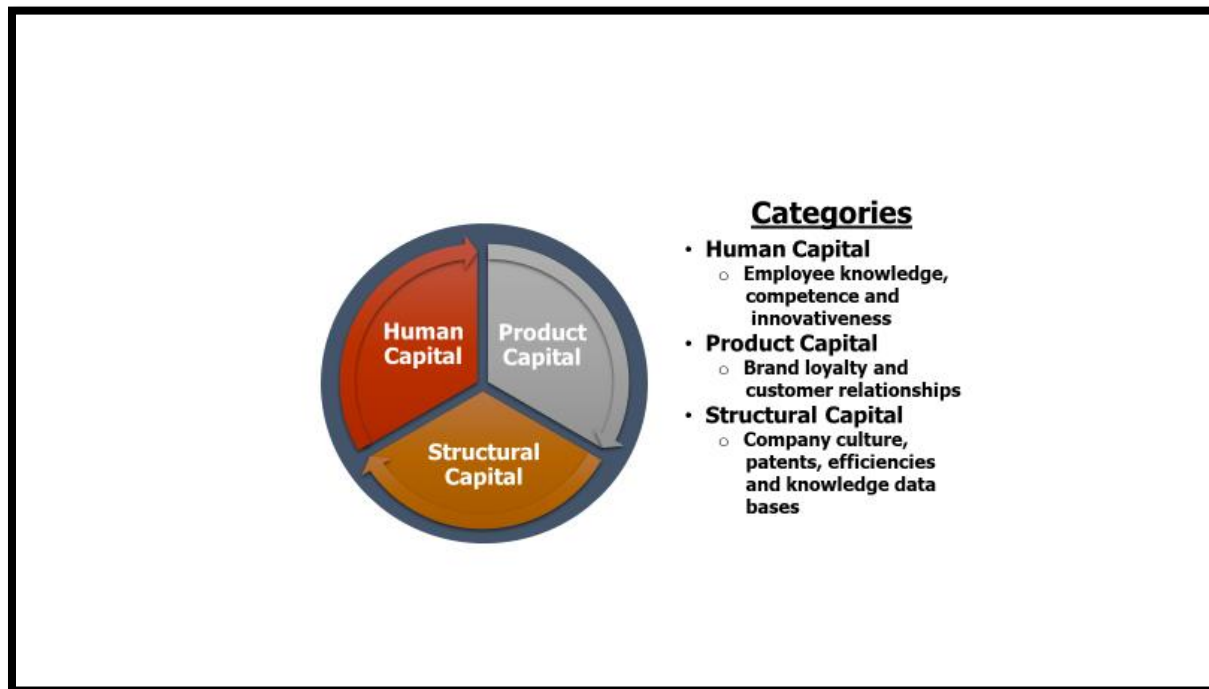 Human
Capital
Product
Capital
Structural
Capital
Categories
• Human Capital
o Employee knowledge,
competence and
innovativeness
• Product Capital
o Brand loyalty and
customer relationships
• Structural Capital
o Company culture,
patents, efficiencies
and knowledge data
bases